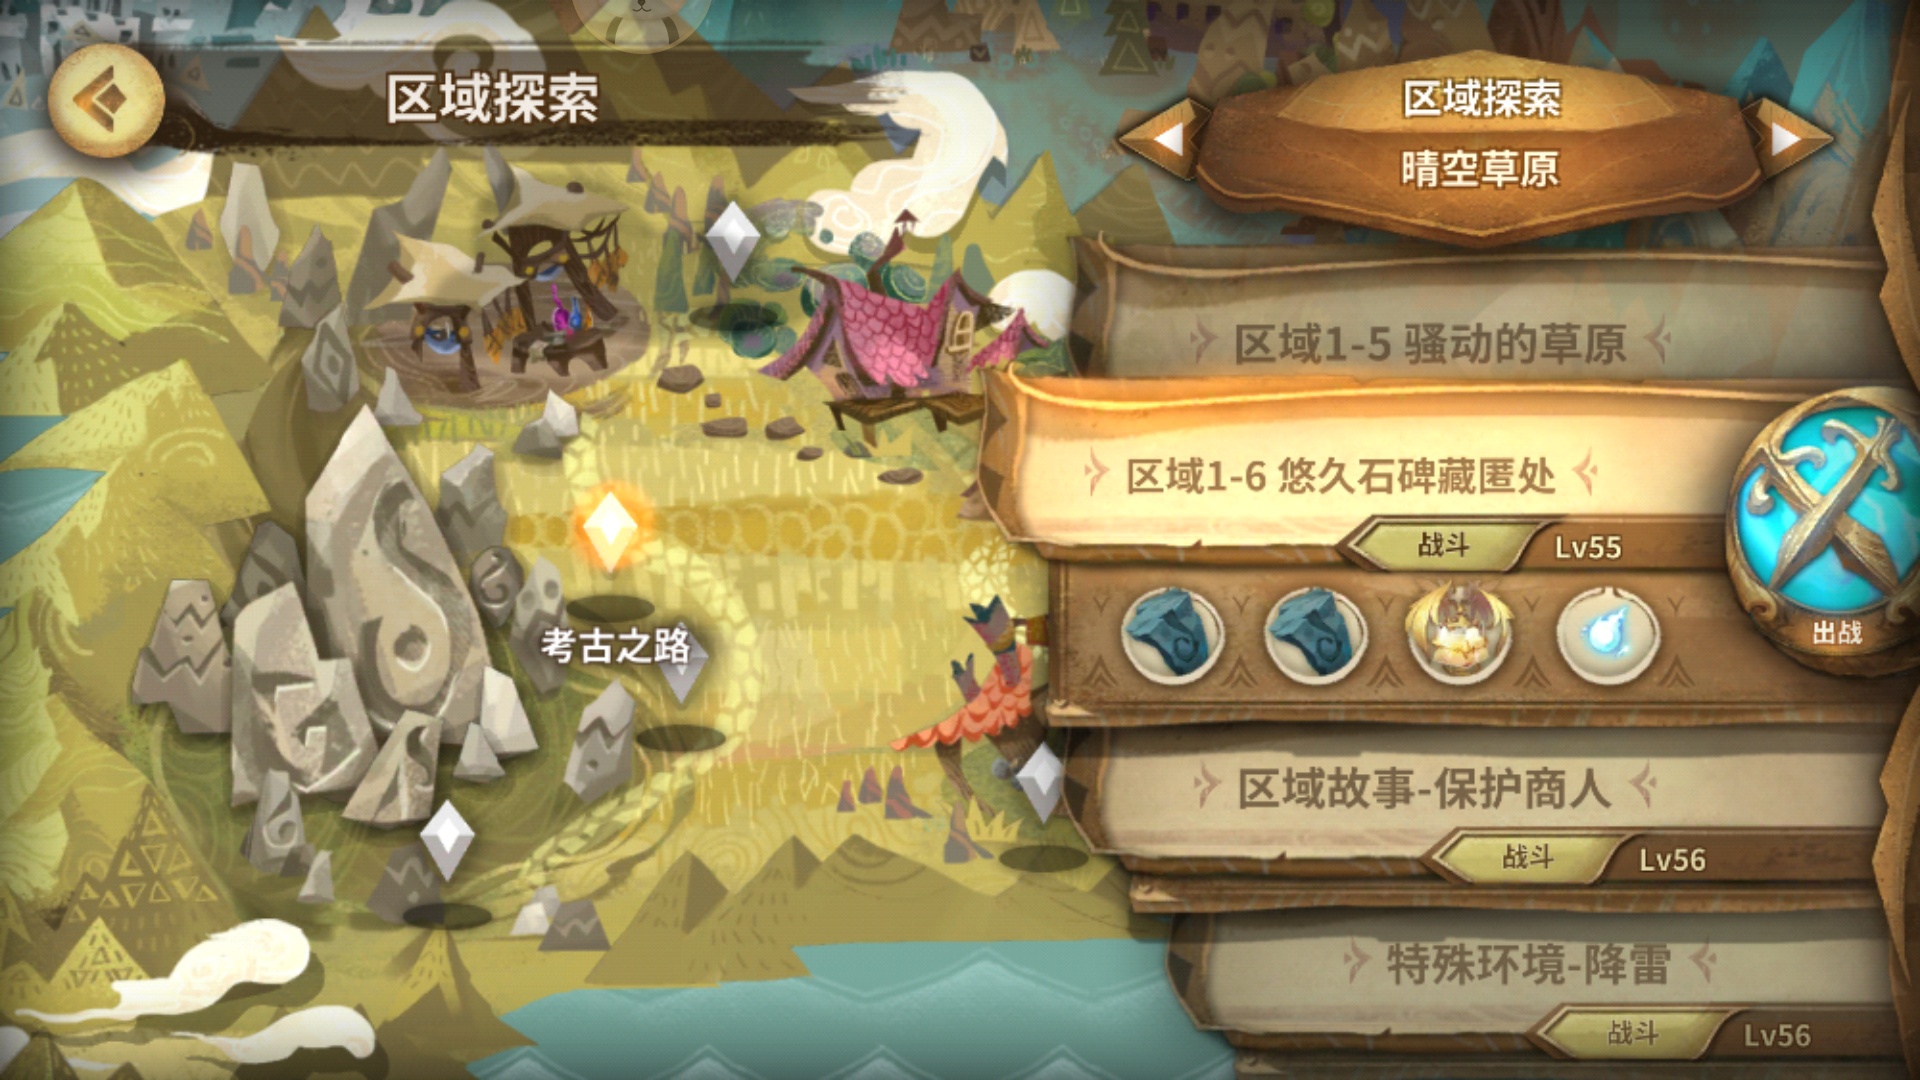 区域探索
区域探索
晴空草原
区域1-5 骚动的草原
区域1-6 悠久石碑藏匿处
战斗
Lv55
出战
考古之路
区域故事-保护商人
战斗
Lv56
特殊环境-降雷
战斗
Lv56